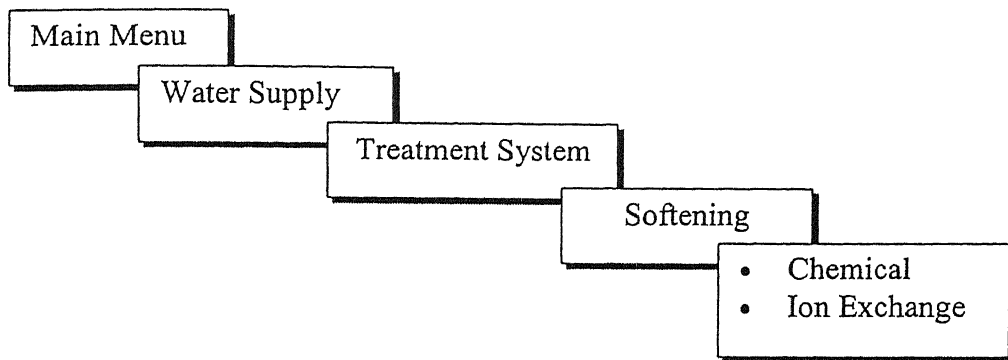 Main Menu
Water Supply
Treatment System
Softening
• Chemical
• Ion Exchange